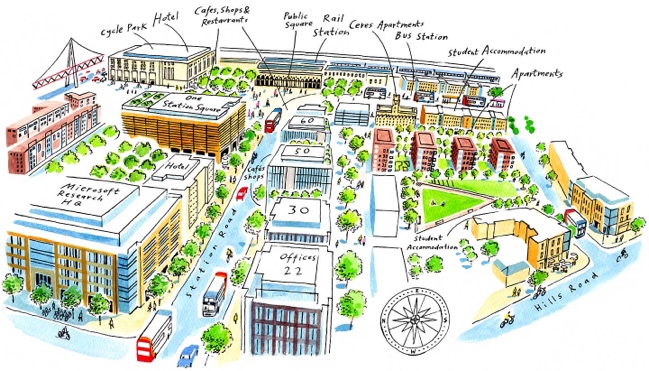 Cycle Park
Hotel
Cafes, Shops &
Restaurants
Public
Square
Rail
Station
Ceres Apartments
Bus Station
Student Accommodation
Apartments
One
Station Square
60
50
30
Offices
22
Hotel
Cafés
Shops
Microsoft
Research
HQ
Station Road
Student
Accommodation
Hills Road
E
S
W